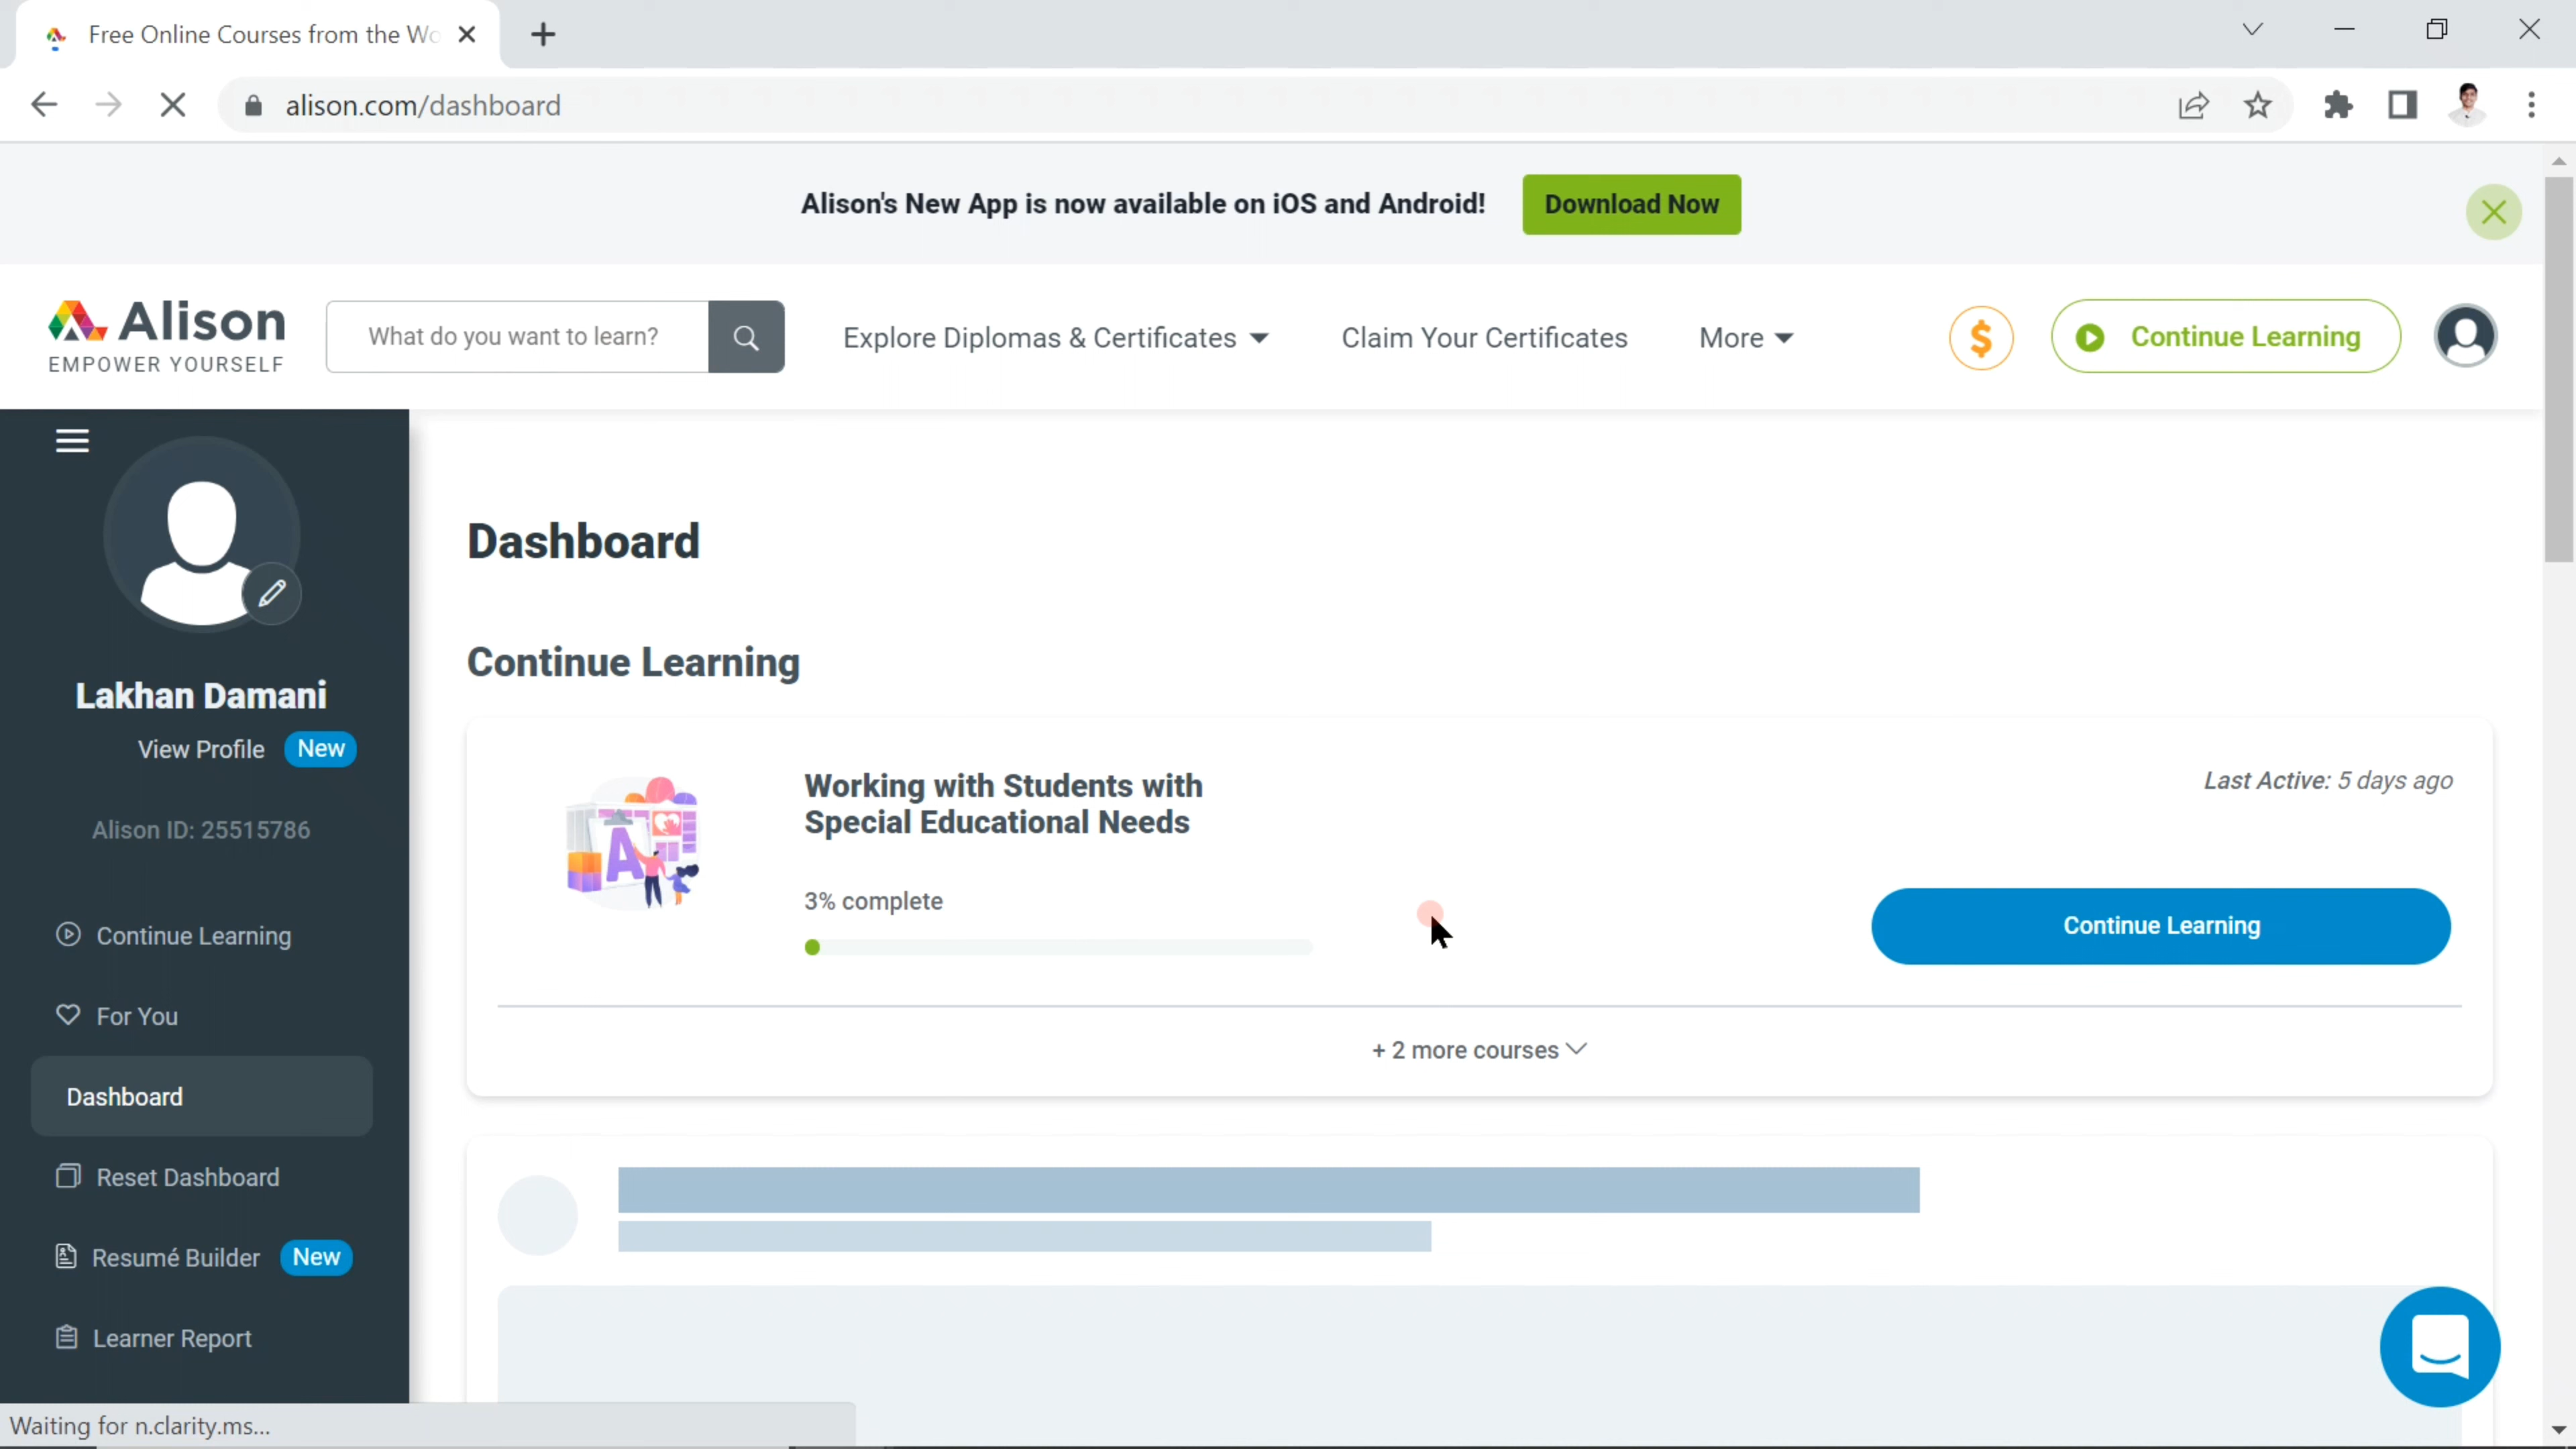 Free Online Courses from the Wo
alison.com/dashboard
Alison's New App is now available on iOS and Android!
Download Now
Alison
EMPOWER YOURSELF
What do you want to learn?
Explore Diplomas & Certificates
Claim Your Certificates
More
$
Continue Learning
Lakhan Damani
View Profile New
Alison ID: 25515786
Continue Learning
For You
Dashboard
Reset Dashboard
Resumé Builder New
Learner Report
Dashboard
Continue Learning
A
Working with Students with
Special Educational Needs
Last Active: 5 days ago
3% complete
Continue Learning
+ 2 more courses
Waiting for n.clarity.ms...